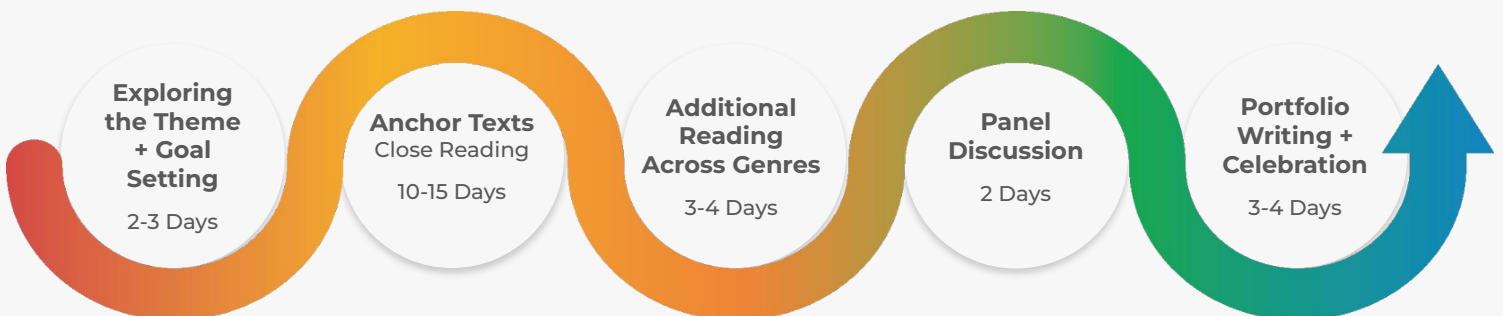 Exploring
the Theme
+ Goal
Setting
2-3 Days
Anchor Texts
Close Reading
10-15 Days
Additional
Reading
Across Genres
3-4 Days
Panel
Discussion
2 Days
Portfolio
Writing +
Celebration
3-4 Days